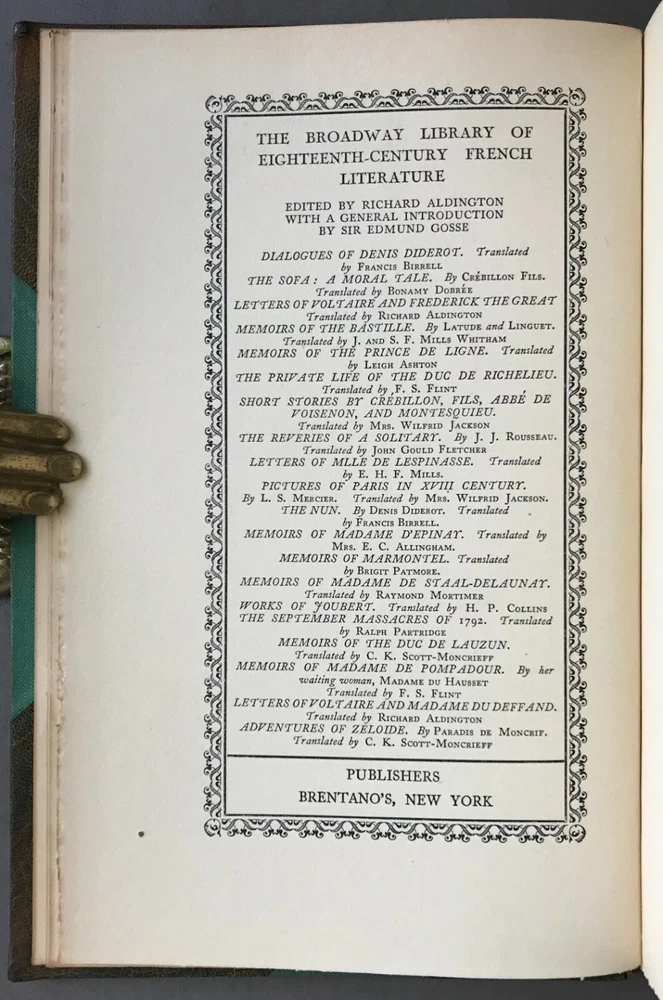 THE BROADWAY LIBRARY OF
EIGHTEENTH-CENTURY FRENCH
LITERATURE
EDITED BY RICHARD ALDINGTON
WITH A GENERAL INTRODUCTION
BY SIR EDMUND GOSSE
DIALOGUES OF DENIS DIDEROT. Translated
by FRANCIS BIRRELL
THE SOFA: A MORAL TALE. By CRÉBILLON FILS.
Translated by BONAMY DOBRÉE
LETTERS OF VOLTAIRE AND FREDERICK THE GREAT
Translated by RICHARD ALDINGTON
MEMOIRS OF THE BASTILLE. By LATUDE and LINGUET.
Translated by J. AND S. F. MILLS WHITHAM
MEMOIRS OF THE PRINCE DE LIGNE. Translated
by LEIGH ASHTON
THE PRIVATE LIFE OF THE DUC DE RICHELIEU.
Translated by F. S. FLINT
SHORT STORIES BY CRÉBILLON, FILS, ABBÉ DE
VOISENON, AND MONTESQUIEU.
Translated by MRS. WILFRID JACKSON
THE REVERIES OF A SOLITARY. By J. J. ROUSSEAU.
Translated by JOHN GOULD FLETCHER
LETTERS OF MLLE DE LESPINASSE. Translated
by E. H. F. MILLS.
PICTURES OF PARIS IN XVIII CENTURY.
By L. S. MERCIER. Translated by MRS. WILFRID JACKSON.
THE NUN. By DENIS DIDEROT. Translated
by FRANCIS BIRRELL.
MEMOIRS OF MADAME D'EPINAY. Translated by
MRS. E. C. ALLINGHAM.
MEMOIRS OF MARMONTEL. Translated
by BRIGIT PATMORE.
MEMOIRS OF MADAME DE STAAL-DELAUNAY.
Translated by RAYMOND MORTIMER
WORKS OF JOUBERT. Translated by H. P. COLLINS
THE SEPTEMBER MASSACRES OF 1792. Translated
by RALPH PARTRIDGE
MEMOIRS OF THE DUC DE LAUZUN.
Translated by C. K. SCOTT-MONCRIEFF
MEMOIRS OF MADAME DE POMPADOUR. By her
waiting woman, MADAME DU HAUSSET
Translated by F. S. FLINT
LETTERS OF VOLTAIRE AND MADAME DU DEFFAND.
Translated by RICHARD ALDINGTON
ADVENTURES OF ZÉLOIDE. By PARADIS DE MONCRIF.
Translated by C. K. SCOTT-MONCRIEFF
PUBLISHERS
BRENTANO'S, NEW YORK